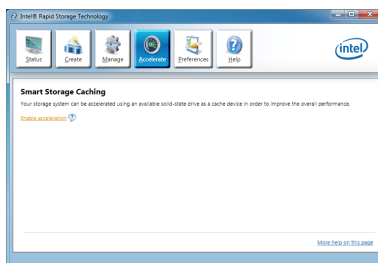 Intel® Rapid Storage Technology
Status Create Manage Accelerate Preferences Help
intel
Smart Storage Caching
Your storage system can be accelerated using an available solid-state drive as a cache device in order to improve the overall performance.
Enable acceleration ?
More help on this page